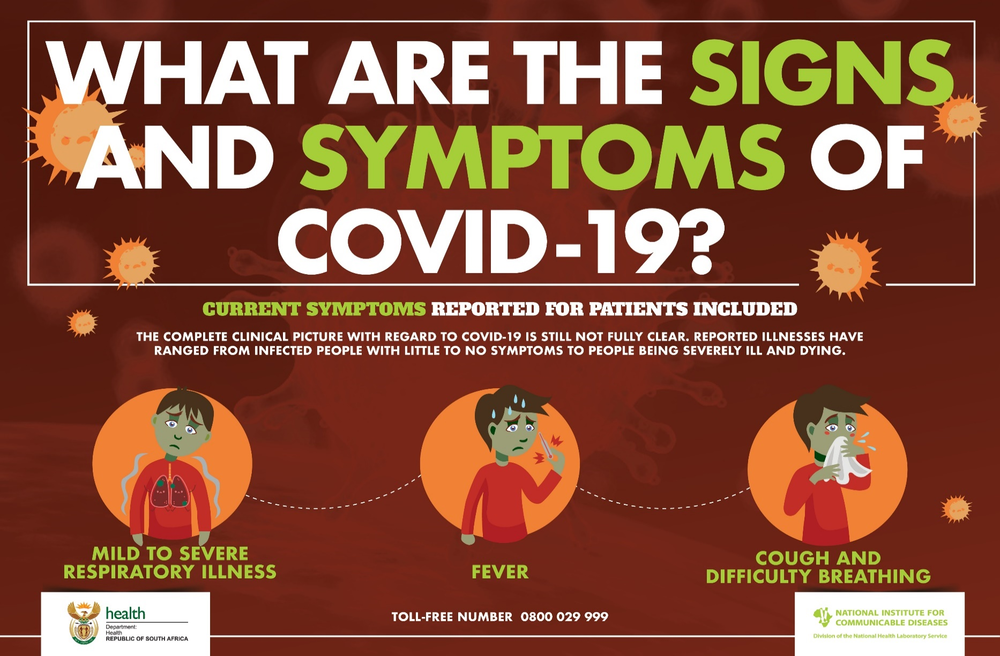 WHAT ARE THE SIGNS
AND SYMPTOMS OF
COVID-19?
CURRENT SYMPTOMS REPORTED FOR PATIENTS INCLUDED
THE COMPLETE CLINICAL PICTURE WITH REGARD TO COVID-19 IS STILL NOT FULLY CLEAR. REPORTED ILLNESSES HAVE
RANGED FROM INFECTED PEOPLE WITH LITTLE TO NO SYMPTOMS TO PEOPLE BEING SEVERELY ILL AND DYING.
MILD TO SEVERE
RESPIRATORY ILLNESS
FEVER
COUGH AND
DIFFICULTY BREATHING
health
Department:
Health
REPUBLIC OF SOUTH AFRICA
TOLL-FREE NUMBER 0800 029 999
NATIONAL INSTITUTE FOR
COMMUNICABLE DISEASES
Division of the National Health Laboratory Service